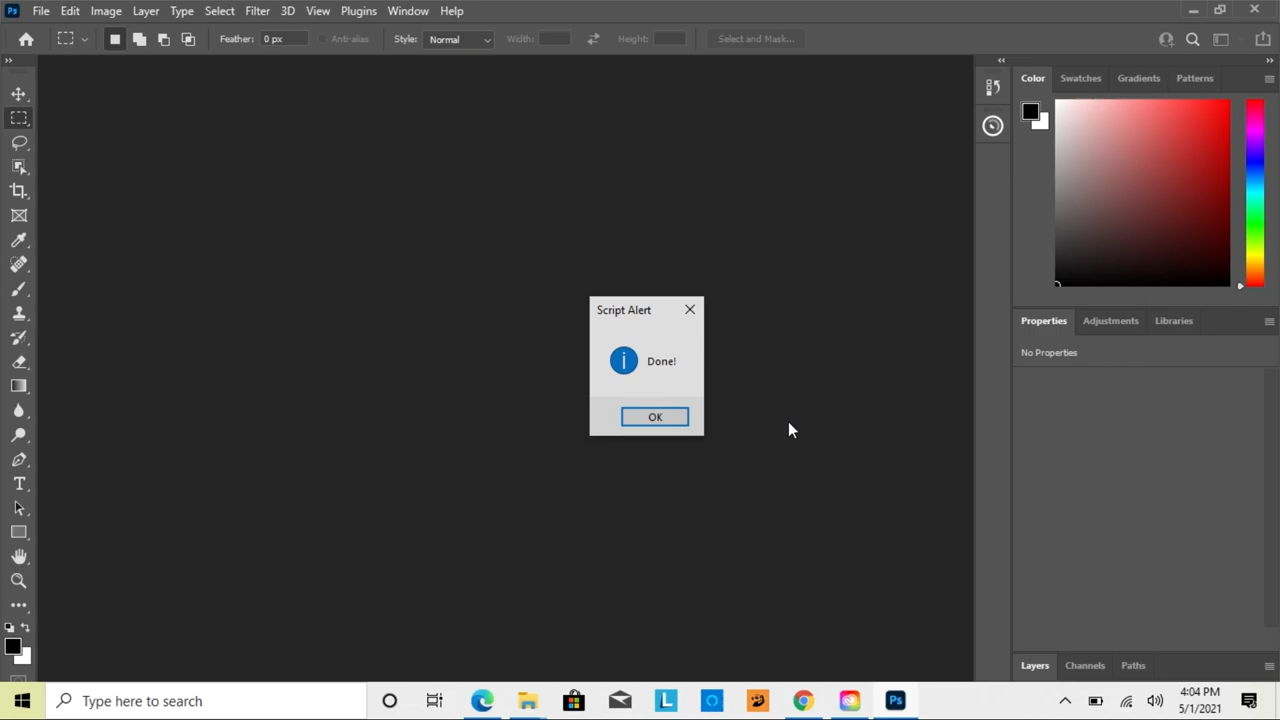 Ps File Edit Image Layer Type Select Filter 3D View Plugins Window Help
Feather: 0 px Anti-alias Style: Normal Width: Height: Select and Mask...
Color Swatches Gradients Patterns
Script Alert
Done!
OK
Properties Adjustments Libraries
No Properties
T
Layers Channels Paths
Type here to search
L
Ps
4:04 PM
5/1/2021